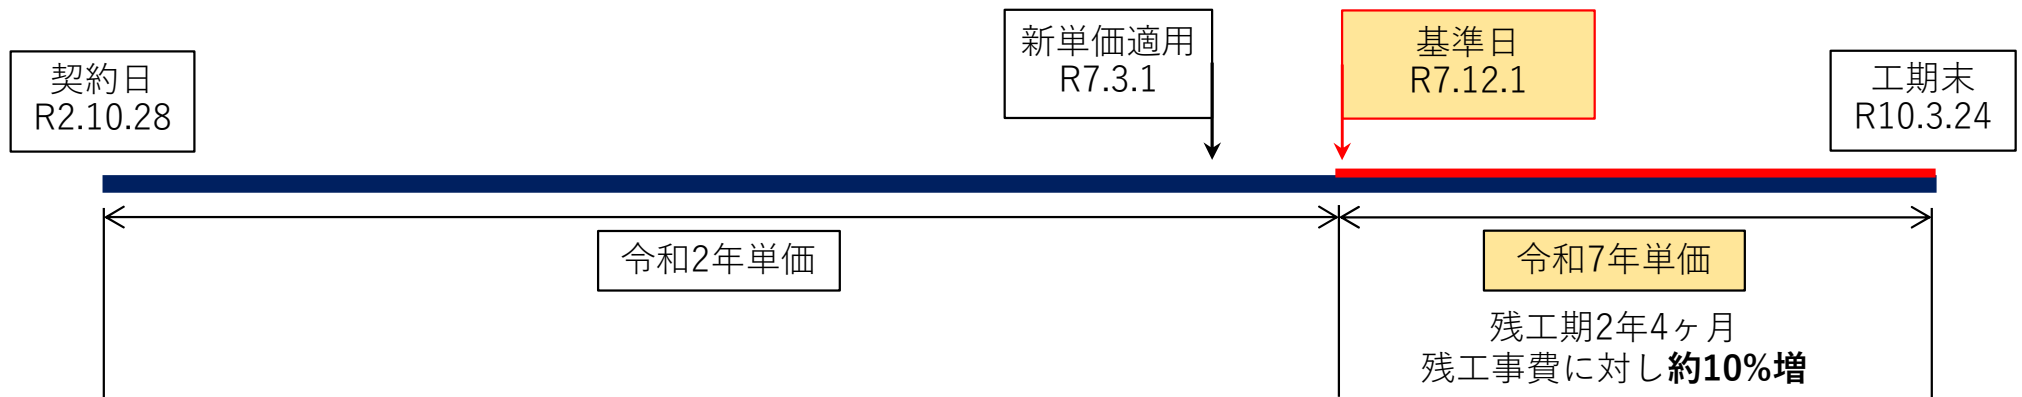 契約日
R2.10.28
新単価適用
R7.3.1
基準日
R7.12.1
工期末
R10.3.24
令和2年単価
令和7年単価
残工期2年4ヶ月
残工事費に対し約10%増